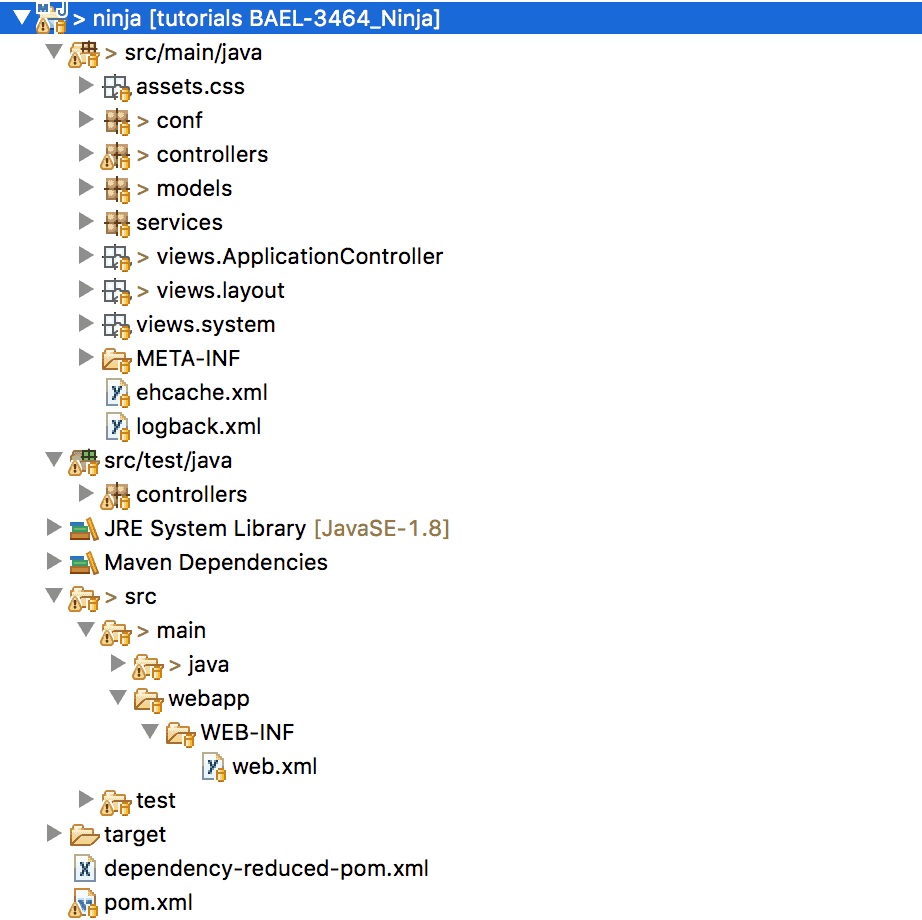 > ninja [tutorials BAEL-3464_Ninja]
> src/main/java
assets.css
> conf
> controllers
> models
services
> views.ApplicationController
> views.layout
views.system
META-INF
ehcache.xml
logback.xml
src/test/java
controllers
JRE System Library [JavaSE-1.8]
Maven Dependencies
> src
> main
> java
webapp
WEB-INF
web.xml
test
target
dependency-reduced-pom.xml
pom.xml